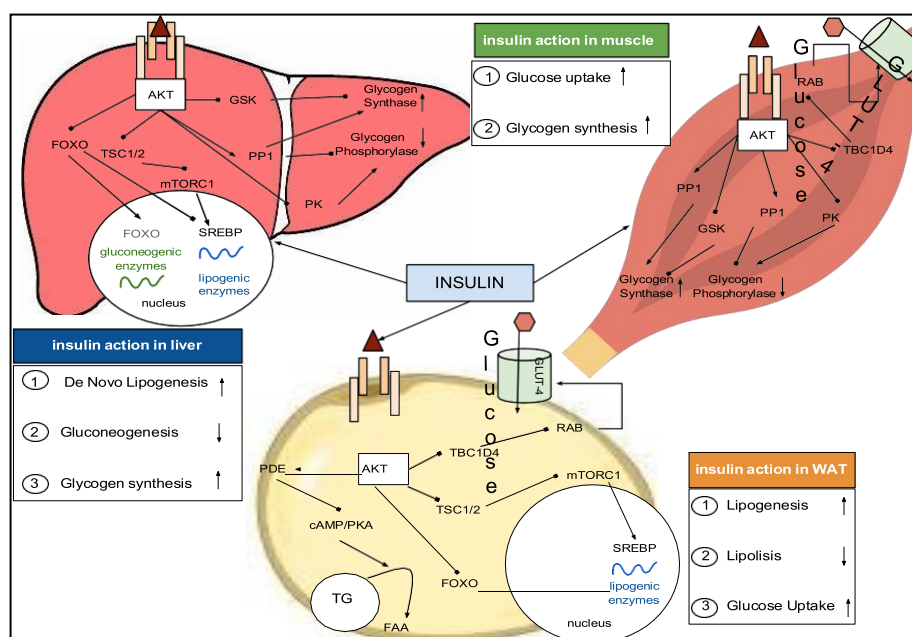 AKT
GSK
Glycogen
Synthase
FOXO
TSC1/2
PP1
Glycogen
Phosphorylase
mTORC1
PK
FOXO
SREBP
gluconeogenic
enzymes
lipogenic
enzymes
nucleus
insulin action in muscle
1 Glucose uptake
2 Glycogen synthesis
Glucose
GLUT-4
RAB
AKT
TBC1D4
PP1
PP1
PK
GSK
Glycogen
Synthase
Glycogen
Phosphorylase
INSULIN
insulin action in liver
1 De Novo Lipogenesis
2 Gluconeogenesis
3 Glycogen synthesis
Glucose
GLUT-4
RAB
TBC1D4
PDE
AKT
mTORC1
TSC1/2
cAMP/PKA
SREBP
FOXO
lipogenic
enzymes
TG
FAA
nucleus
insulin action in WAT
1 Lipogenesis
2 Lipolisis
3 Glucose Uptake